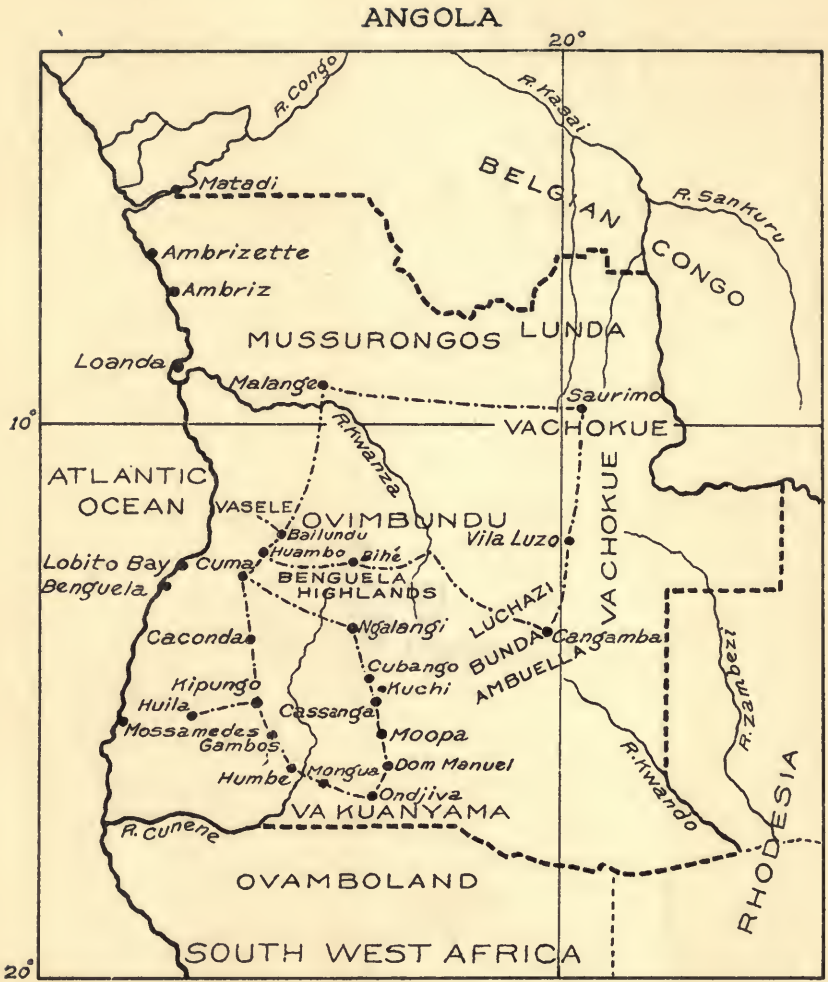 ANGOLA
20°
R. Congo
R. Kasai
BELGIAN
CONGO
R. Sankuru
Matadi
Ambrizette
Ambriz
MUSSURONGOS
LUNDA
Loanda
Malange
Saurimo
10°
VACHOKUE
R. Kwanza
ATLANTIC
OCEAN
VASELE
OVIMBUNDU
VACHOKUE
Bailundu
Vila Luzo
Huambo
Bihé
Lobito Bay
Cuma
BENGUELA
HIGHLANDS
Benguela
LUCHAZI
Ngalangi
BUNDA
Cangamba
Caconda
AMBUELLA
Cubango
Kuchi
Kipungo
Huila
Cassanga
R. Zambezi
Mossamedes
Gambos
Moopa
R. Kwando
Humbe
Mongua
Dom Manuel
Ondjiva
VAKUANYAMA
R. Cunene
RHODESIA
OVAMBOLAND
SOUTH WEST AFRICA
20°